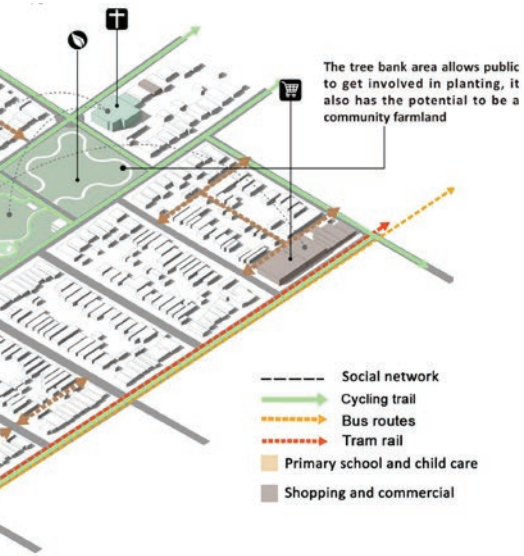 The tree bank area allows public
to get involved in planting, it
also has the potential to be a
community farmland
Social network
Cycling trail
Bus routes
Tram rail
Primary school and child care
Shopping and commercial